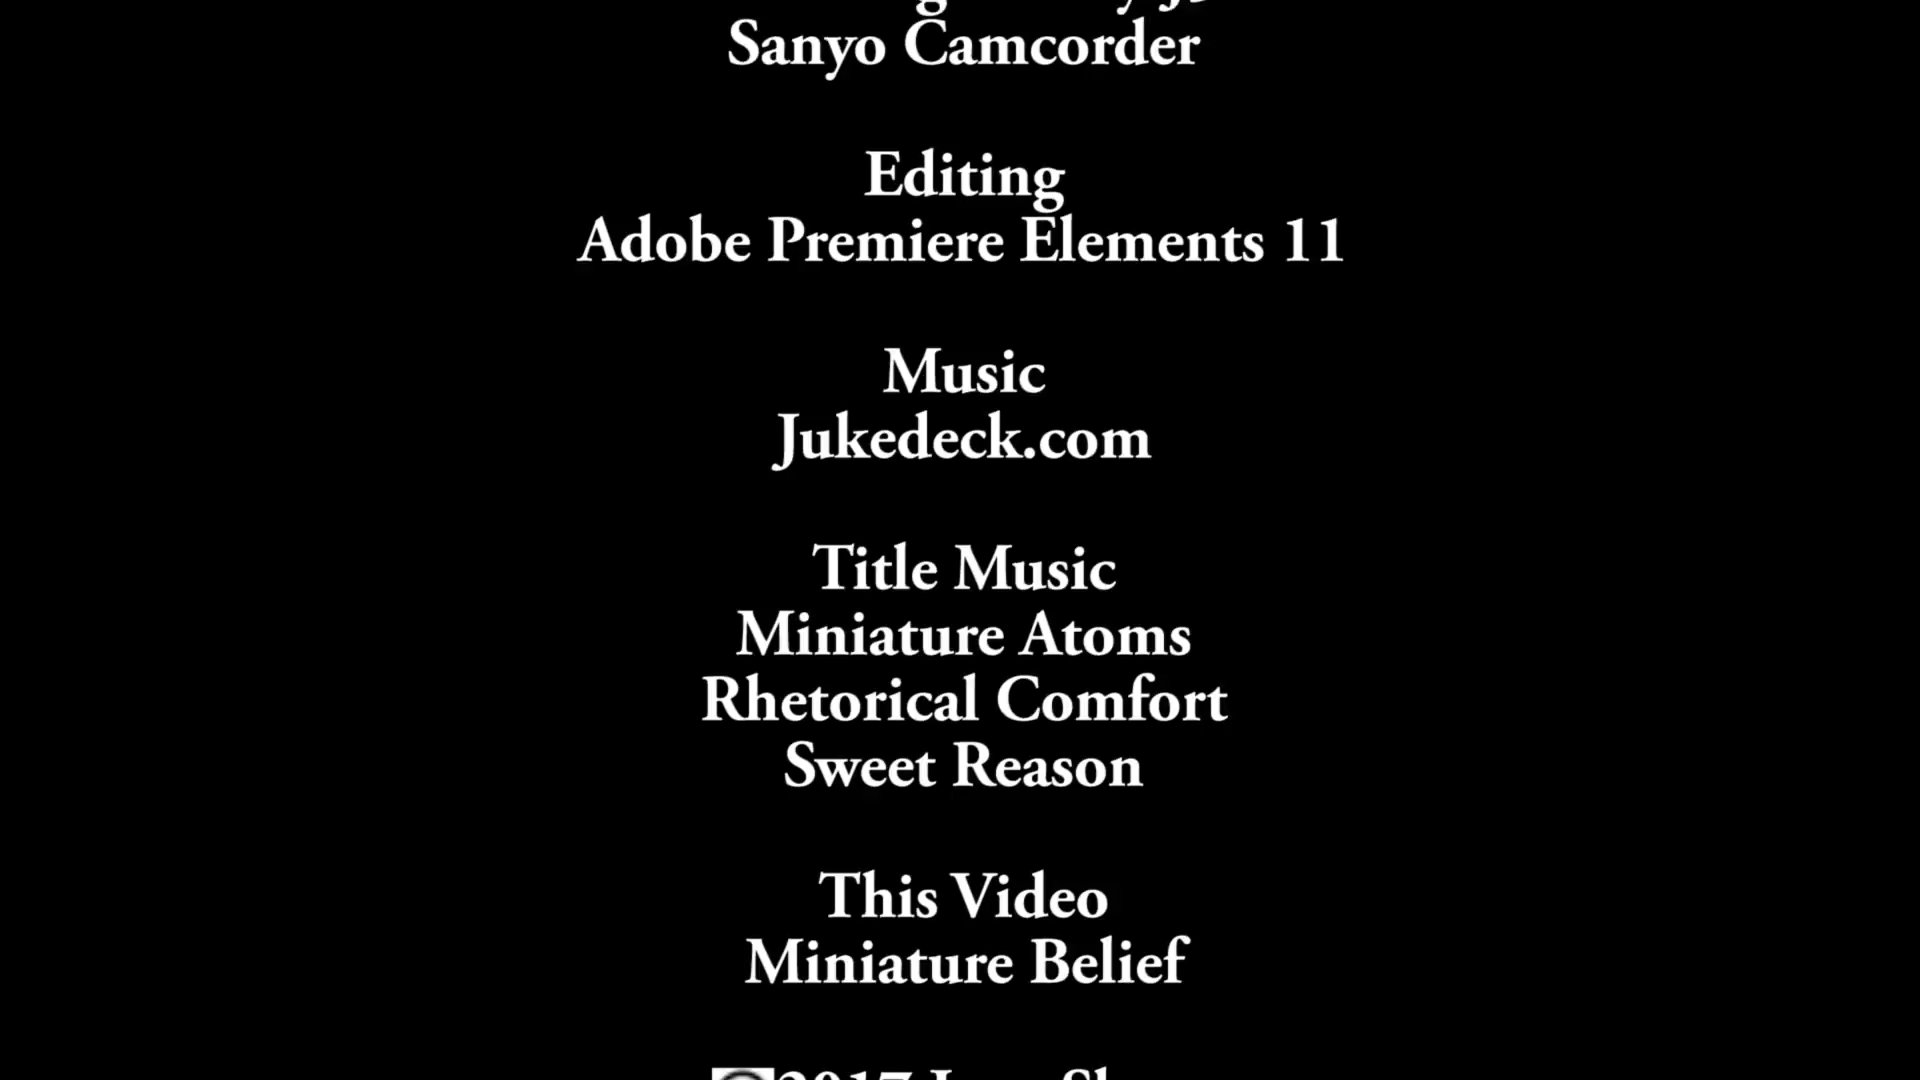 Sanyo Camcorder
Editing
Adobe Premiere Elements 11
Music
Jukedeck.com
Title Music
Miniature Atoms
Rhetorical Comfort
Sweet Reason
This Video
Miniature Belief
2017